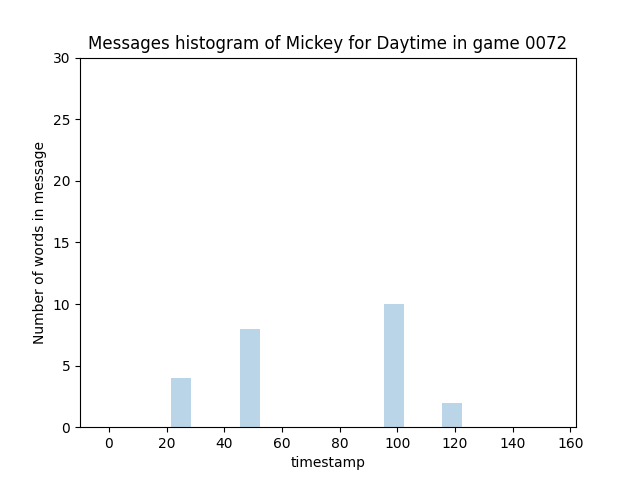 Messages histogram of Mickey for Daytime in game 0072
30
25
20
15
10
5
0
Number of words in message
0 20 40 60 80 100 120 140 160
timestamp